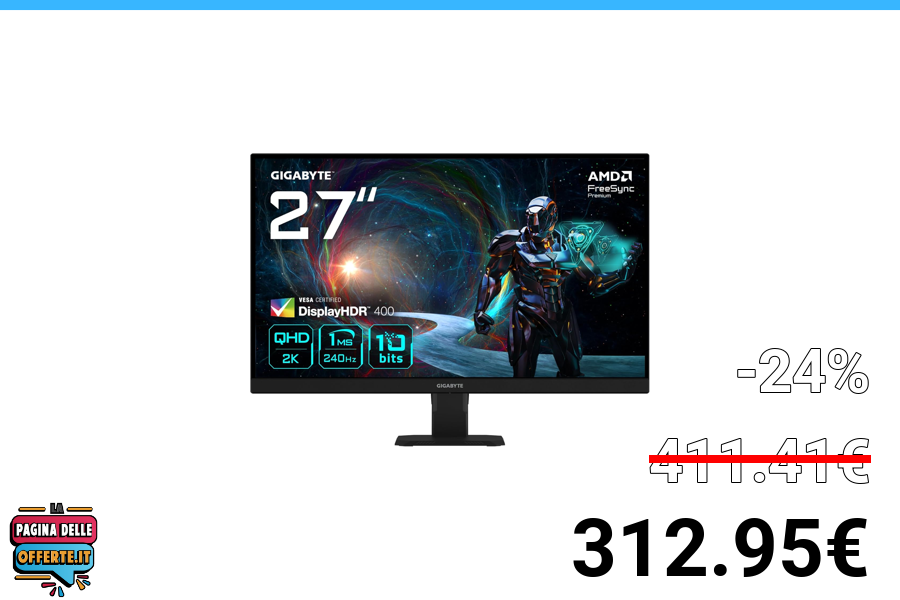 GIGABYTE
27"
AMD
FreeSync
Premium
VESA CERTIFIED
DisplayHDR™ 400
QHD
2K
1MS
240Hz
10
bits
GIGABYTE
-24%
411.41€
312.95€
LA
PAGINA DELLE
OFFERTE.IT